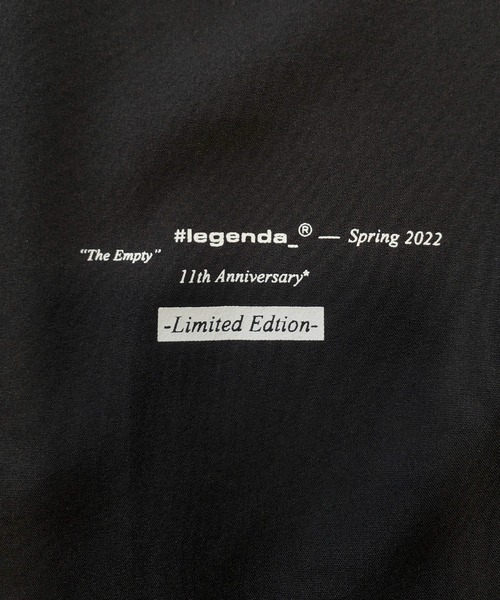 #legenda_® — Spring 2022
"The Empty"
11th Anniversary*
-Limited Edtion-